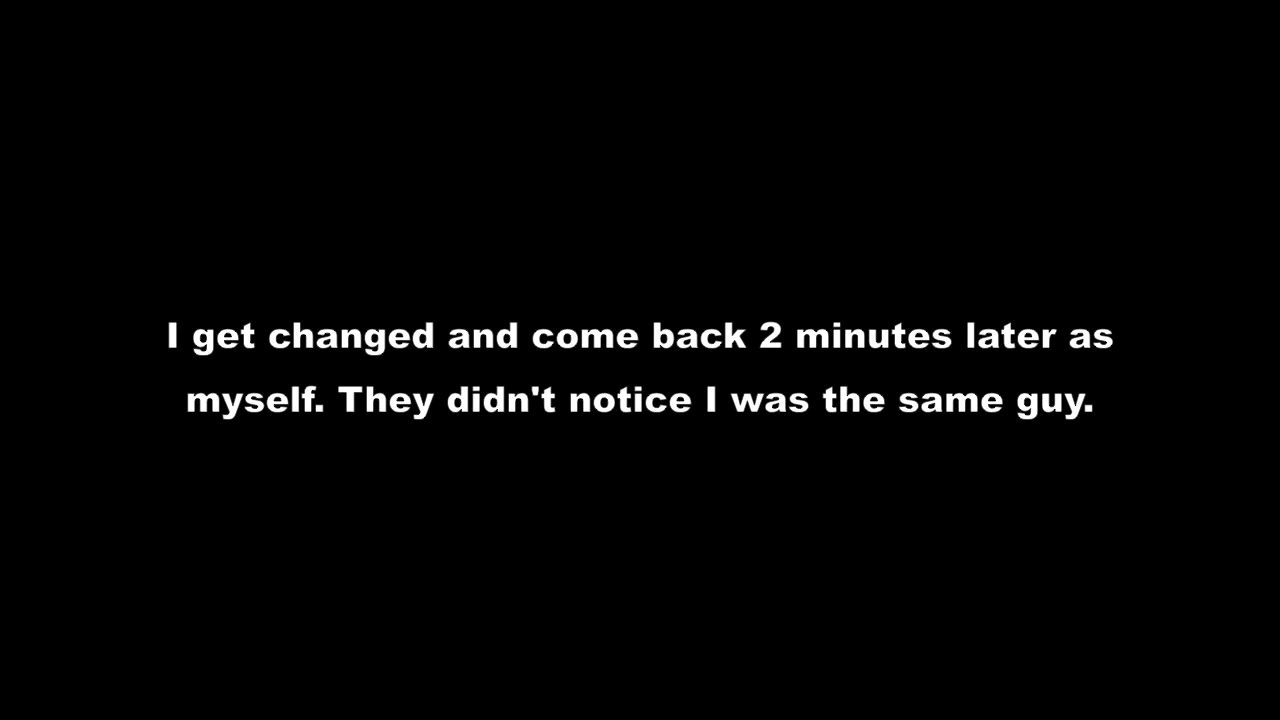 I get changed and come back 2 minutes later as
myself. They didn't notice I was the same guy.